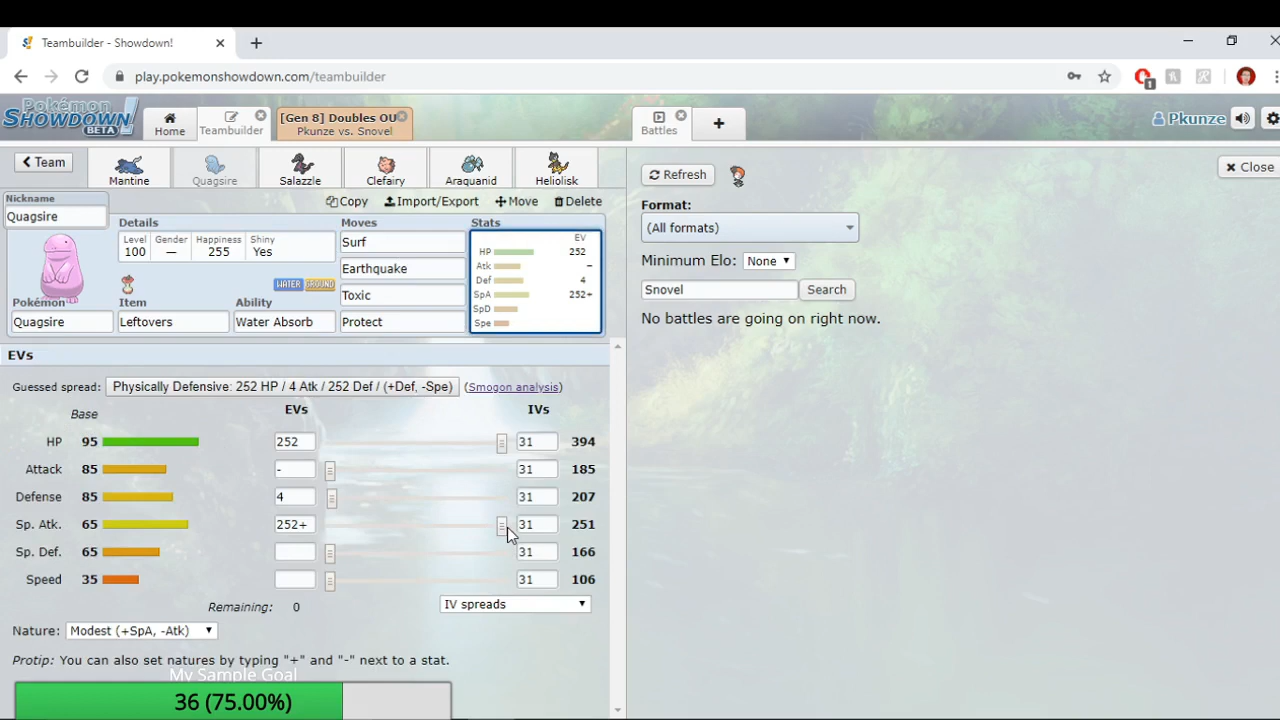 Teambuilder - Showdown!
play.pokemonshowdown.com/teambuilder
1
Pokémon
SHOWDOWN!
BETA
Home
Teambuilder
[Gen 8] Doubles OU
Pkunze vs. Snovel
Battles
Pkunze
Team
Mantine
Quagsire
Salazzle
Clefairy
Araquanid
Heliolisk
Refresh
Close
Nickname
Quagsire
Copy
Import/Export
Move
Delete
Format:
(All formats)
Details
Moves
Stats
Level
100
Gender
—
Happiness
255
Shiny
Yes
WATER GROUND
Pokémon
Quagsire
Item
Leftovers
Ability
Water Absorb
Surf
Earthquake
Toxic
Protect
EV
HP 252
Atk –
Def 4
SpA 252+
SpD
Spe
Minimum Elo: None
Snovel
Search
No battles are going on right now.
EVs
Guessed spread: Physically Defensive: 252 HP / 4 Atk / 252 Def / (+Def, -Spe) (Smogon analysis)
Base EVs IVs
HP 95 252 31 394
Attack 85 - 31 185
Defense 85 4 31 207
Sp. Atk. 65 252+ 31 251
Sp. Def. 65 31 166
Speed 35 31 106
Remaining: 0
IV spreads
Nature: Modest (+SpA, -Atk)
Protip: You can also set natures by typing "+" and "-" next to a stat.
My Sample Goal
36 (75.00%)